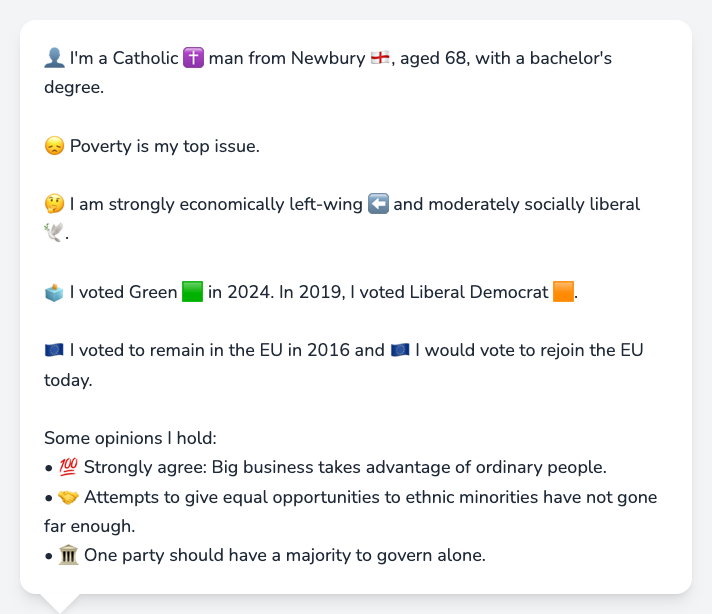 👤 I'm a Catholic ✝️ man from Newbury 🏴󠁧󠁢󠁥󠁮󠁧󠁿, aged 68, with a bachelor's
degree.
😞 Poverty is my top issue.
🤔 I am strongly economically left-wing ⬅️ and moderately socially liberal
🕊️.
🗳️ I voted Green 🟩 in 2024. In 2019, I voted Liberal Democrat 🟧.
🇪🇺 I voted to remain in the EU in 2016 and 🇪🇺 I would vote to rejoin the EU
today.
Some opinions I hold:
• 💯 Strongly agree: Big business takes advantage of ordinary people.
• 🤝 Attempts to give equal opportunities to ethnic minorities have not gone
far enough.
• 🏛️ One party should have a majority to govern alone.